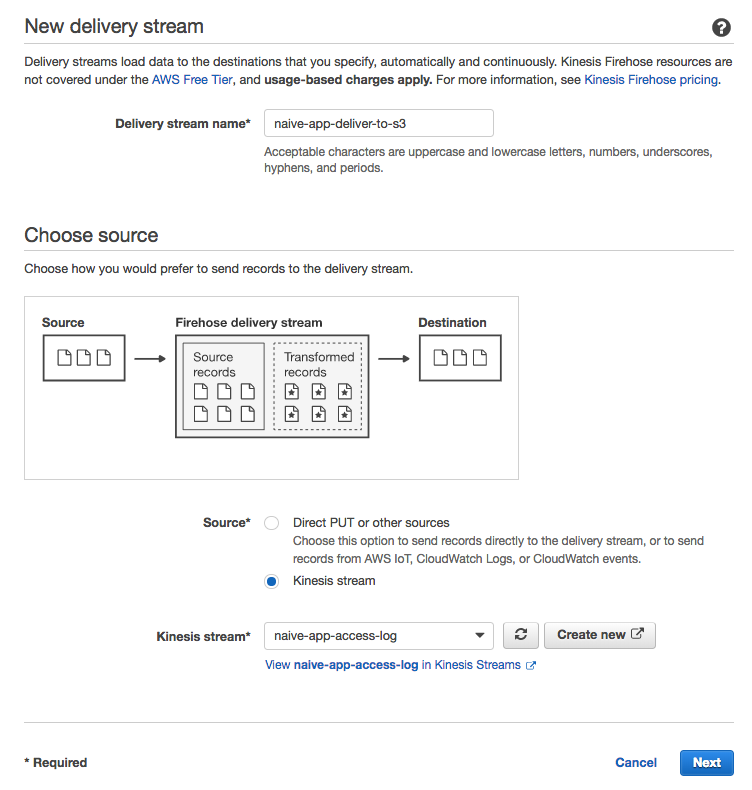 New delivery stream
Delivery streams load data to the destinations that you specify, automatically and continuously. Kinesis Firehose resources are
not covered under the AWS Free Tier, and usage-based charges apply. For more information, see Kinesis Firehose pricing.
Delivery stream name*
naive-app-deliver-to-s3
Acceptable characters are uppercase and lowercase letters, numbers, underscores,
hyphens, and periods.
Choose source
Choose how you would prefer to send records to the delivery stream.
Source
Firehose delivery stream
Destination
Source
records
Transformed
records
Source*
Direct PUT or other sources
Choose this option to send records directly to the delivery stream, or to send
records from AWS IoT, CloudWatch Logs, or CloudWatch events.
Kinesis stream
Kinesis stream*
naive-app-access-log
Create new
View naive-app-access-log in Kinesis Streams
* Required
Cancel
Next